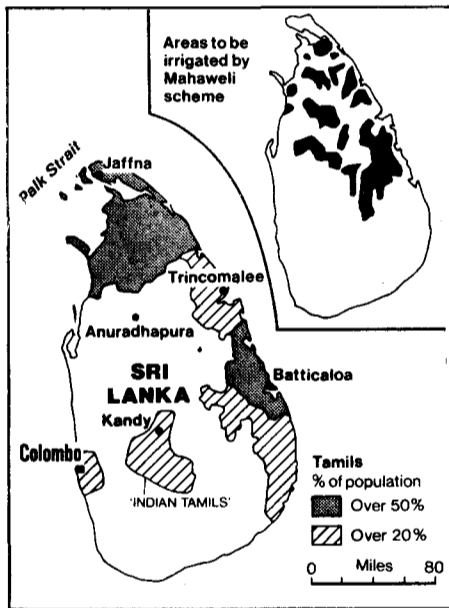 Areas to be
irrigated by
Mahaweli
scheme
Palk Strait
Jaffna
Trincomalee
Anuradhapura
SRI
LANKA
Batticaloa
Kandy
Colombo
'INDIAN TAMILS'
Tamils
% of population
Over 50%
Over 20%
Miles
0 80